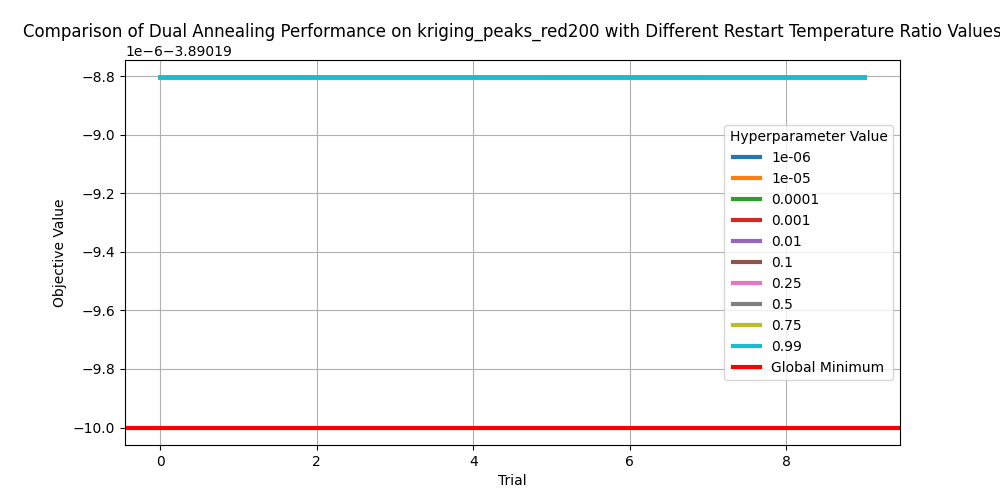 Comparison of Dual Annealing Performance on kriging_peaks_red200 with Different Restart Temperature Ratio Values
1e−6−3.89019
−8.8
−9.0
−9.2
−9.4
−9.6
−9.8
−10.0
Objective Value
0
2
4
6
8
Trial
Hyperparameter Value
1e-06
1e-05
0.0001
0.001
0.01
0.1
0.25
0.5
0.75
0.99
Global Minimum